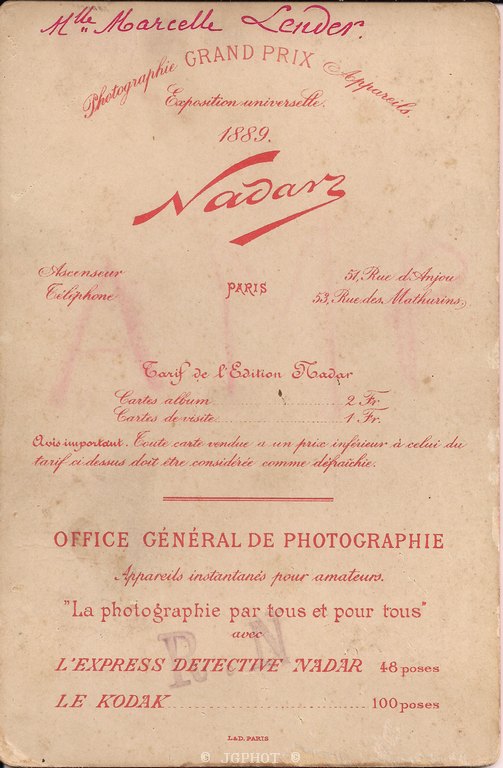 Mlle Marcelle Lender.
Photographie GRAND PRIX Appareils.
Exposition universelle.
1889.
Nadar
Ascenseur
Téléphone
PARIS
51, Rue d'Anjou
53, Rue des Mathurins.
Tarif de l'Edition Nadar
Cartes album ........ 2 Fr.
Cartes de visite ........ 1 Fr.
Avis important. Toute carte vendue a un prix inférieur à celui du
tarif ci dessus doit être considérée comme défraîchie.
OFFICE GÉNÉRAL DE PHOTOGRAPHIE
Appareils instantanés pour amateurs.
"La photographie par tous et pour tous"
avec
R. N
L'EXPRESS DETECTIVE NADAR 48 poses
LE KODAK ........ 100 poses
L&D. PARIS
© JGPHOT ©